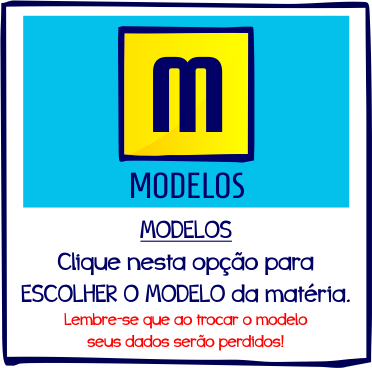 m
MODELOS
MODELOS
Clique nesta opção para
ESCOLHER O MODELO da matéria.
Lembre-se que ao trocar o modelo
seus dados serão perdidos!